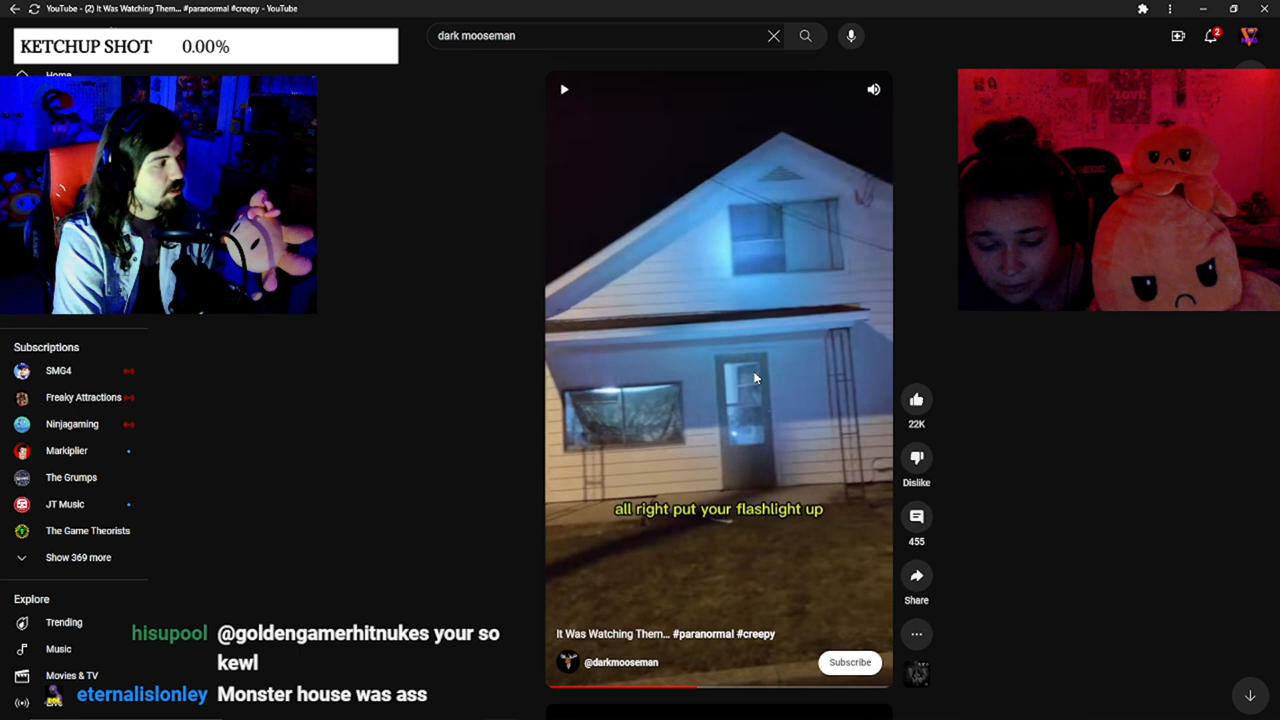 YouTube - (2) It Was Watching Them... #paranormal #creepy - YouTube
KETCHUP SHOT 0.00%
dark mooseman
2
Home
LOVE
Subscriptions
SMG4
Freaky Attractions
Ninjagaming
Markiplier
The Grumps
JT Music
The Game Theorists
Show 369 more
Explore
Trending
Music
Movies & TV
22K
Dislike
455
Share
all right put your flashlight up
It Was Watching Them... #paranormal #creepy
@darkmooseman
Subscribe
hisupool @goldengamerhitnukes your so
kewl
eternalislonley Monster house was ass